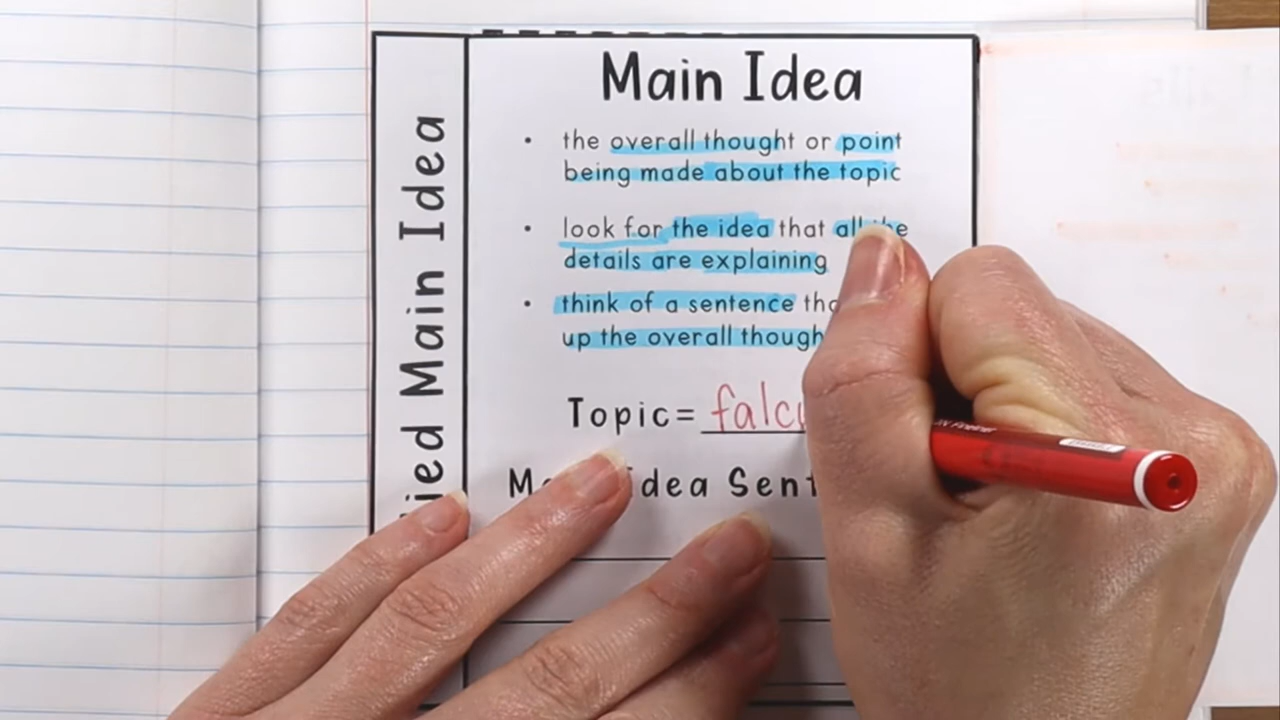 Main Idea
• the overall thought or point
being made about the topic
• look for the idea that all the
details are explaining
• think of a sentence
up the overall
Topic=
Idea
Main Idea